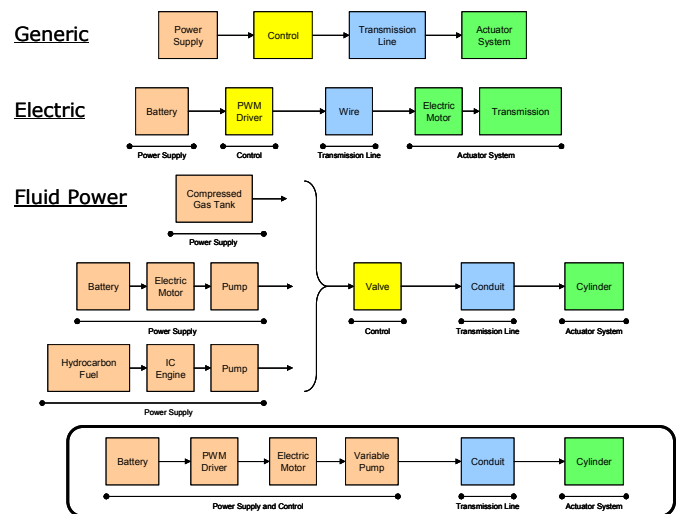 Generic
Power
Supply
Control
Transmission
Line
Actuator
System
Electric
Battery
PWM
Driver
Wire
Electric
Motor
Transmission
Power Supply
Control
Transmission Line
Actuator System
Fluid Power
Compressed
Gas Tank
Power Supply
Battery
Electric
Motor
Pump
Power Supply
Valve
Control
Conduit
Transmission Line
Cylinder
Actuator System
Hydrocarbon
Fuel
IC
Engine
Pump
Power Supply
Battery
PWM
Driver
Electric
Motor
Variable
Pump
Conduit
Cylinder
Power Supply and Control
Transmission Line
Actuator System